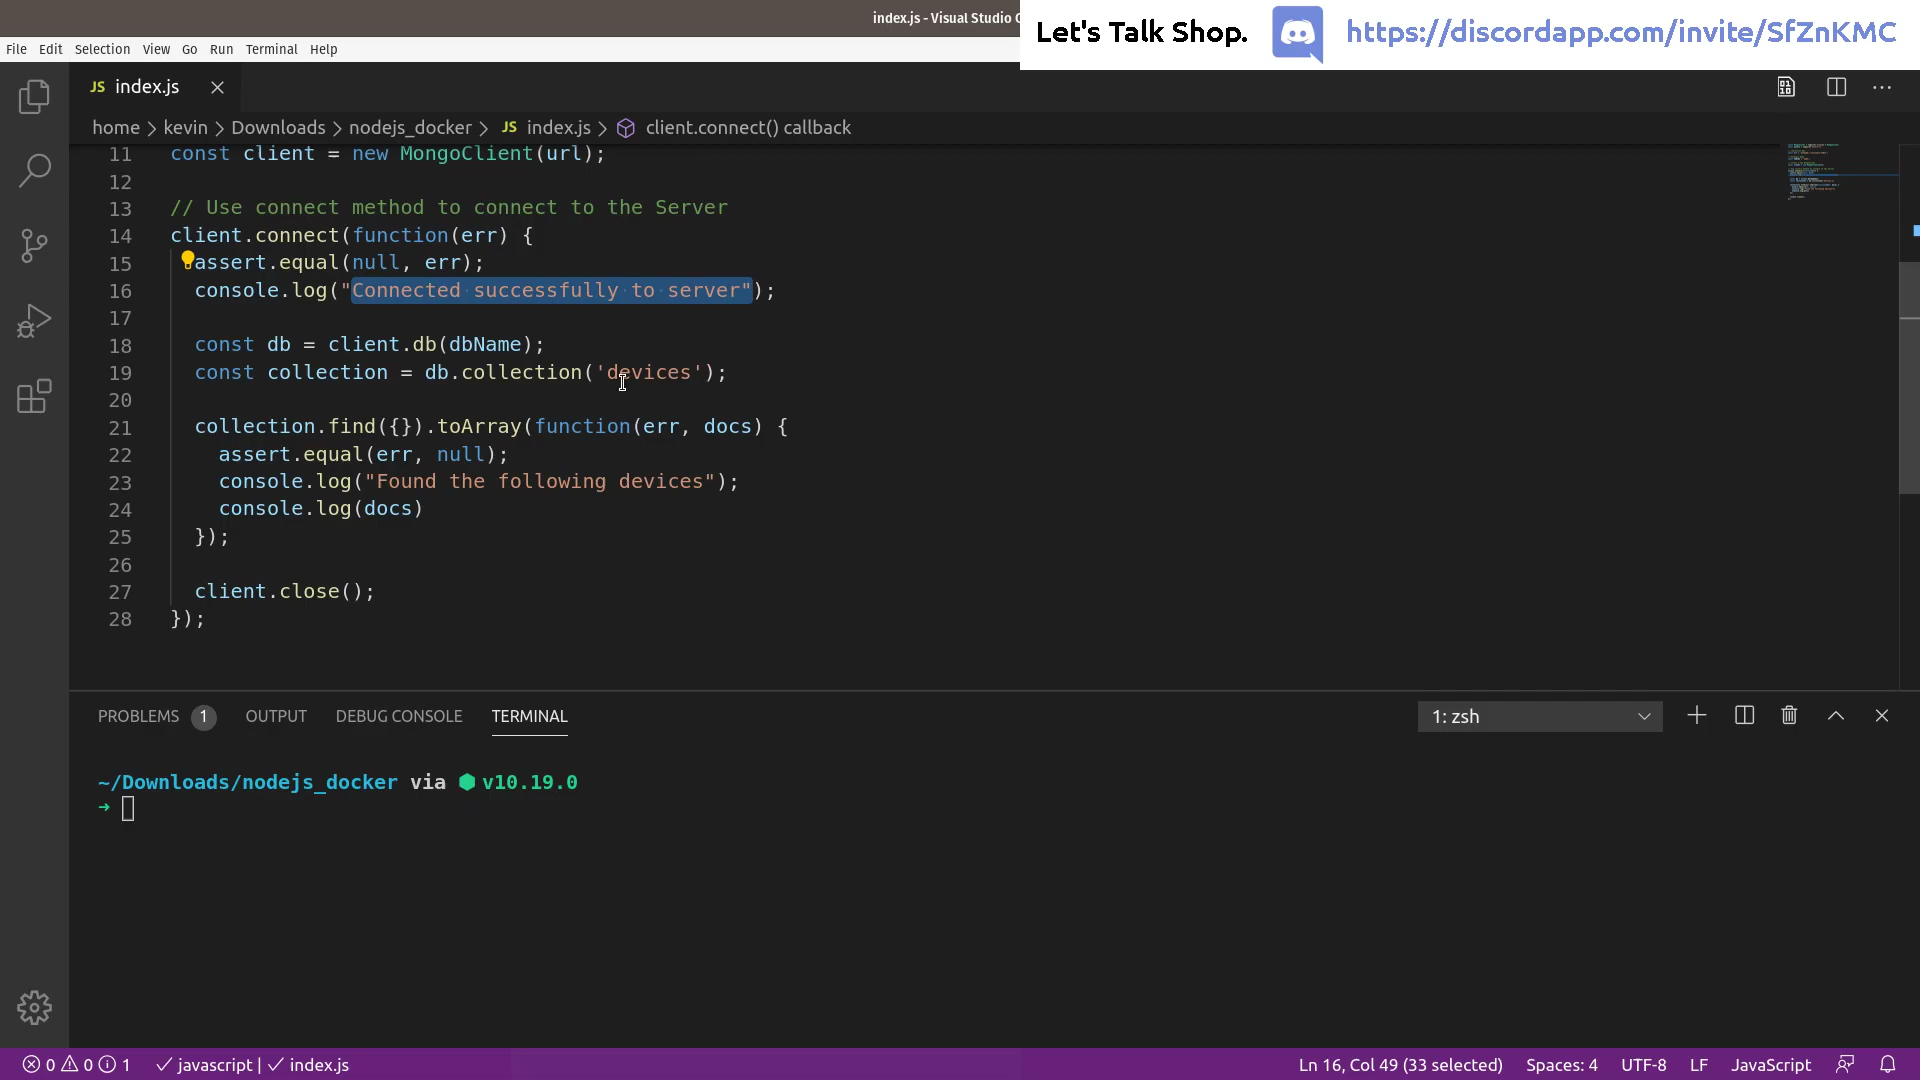 index.js - Visual Studio
Let's Talk Shop.
https://discordapp.com/invite/SfZnKMC
File Edit Selection View Go Run Terminal Help
JS index.js
home > kevin > Downloads > nodejs_docker > JS index.js > client.connect() callback
11 const client = new MongoClient(url);
12
13 // Use connect method to connect to the Server
14 client.connect(function(err) {
15 assert.equal(null, err);
16 console.log("Connected successfully to server");
17
18 const db = client.db(dbName);
19 const collection = db.collection('devices');
20
21 collection.find({}).toArray(function(err, docs) {
22 assert.equal(err, null);
23 console.log("Found the following devices");
24 console.log(docs)
25 });
26
27 client.close();
28 });
PROBLEMS 1 OUTPUT DEBUG CONSOLE TERMINAL
1: zsh
~/Downloads/nodejs_docker via ⬢ v10.19.0
➜
0 0 1 ✓ javascript | ✓ index.js
Ln 16, Col 49 (33 selected) Spaces: 4 UTF-8 LF JavaScript